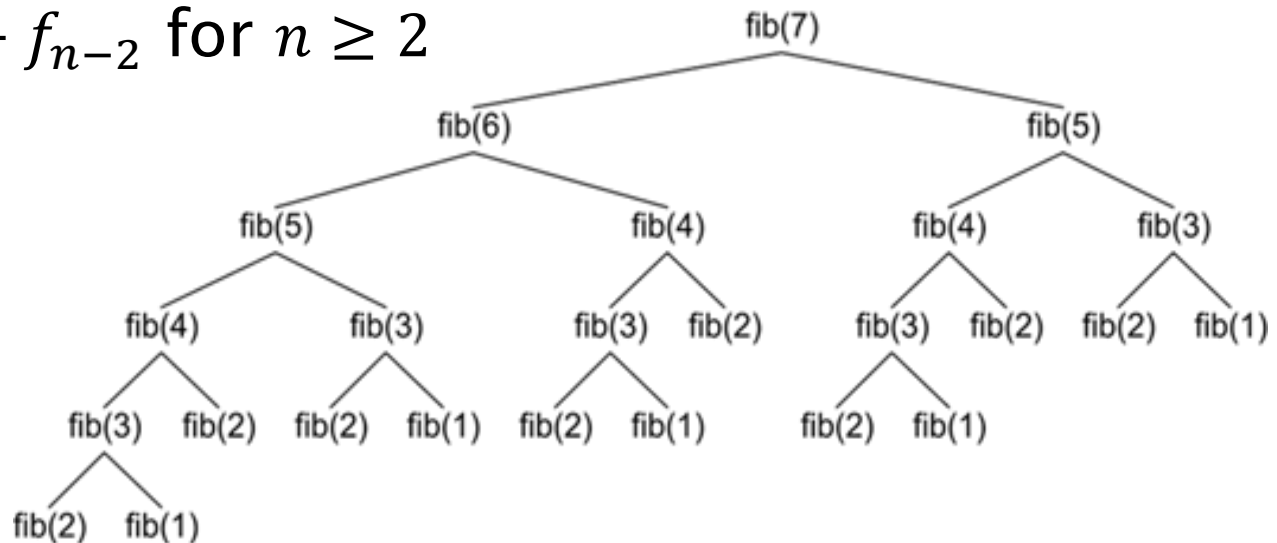 - fₙ₋₂ for n ≥ 2
fib(7)
fib(6) fib(5)
fib(5) fib(4) fib(4) fib(3)
fib(4) fib(3) fib(3) fib(2) fib(3) fib(2) fib(2) fib(1)
fib(3) fib(2) fib(2) fib(1) fib(2) fib(1) fib(2) fib(1)
fib(2) fib(1)